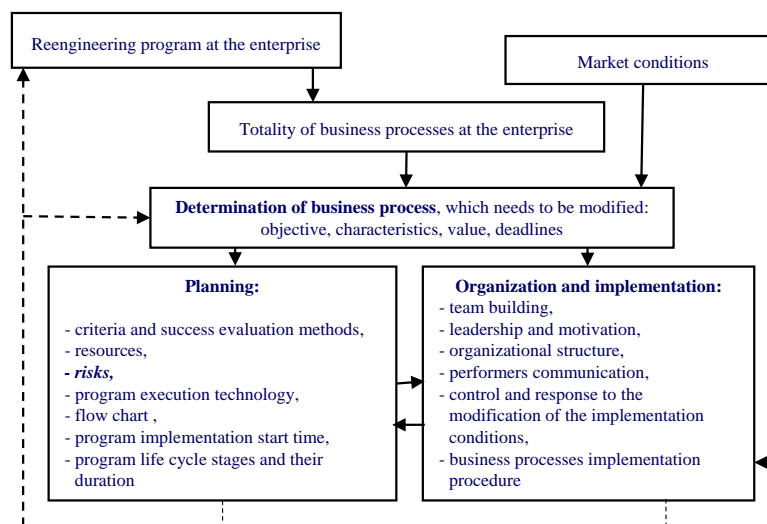 Reengineering program at the enterprise
Market conditions
Totality of business processes at the enterprise
Determination of business process, which needs to be modified:
objective, characteristics, value, deadlines
Planning:
- criteria and success evaluation methods,
- resources,
- risks,
- program execution technology,
- flow chart ,
- program implementation start time,
- program life cycle stages and their
duration
Organization and implementation:
- team building,
- leadership and motivation,
- organizational structure,
- performers communication,
- control and response to the
modification of the implementation
conditions,
- business processes implementation
procedure